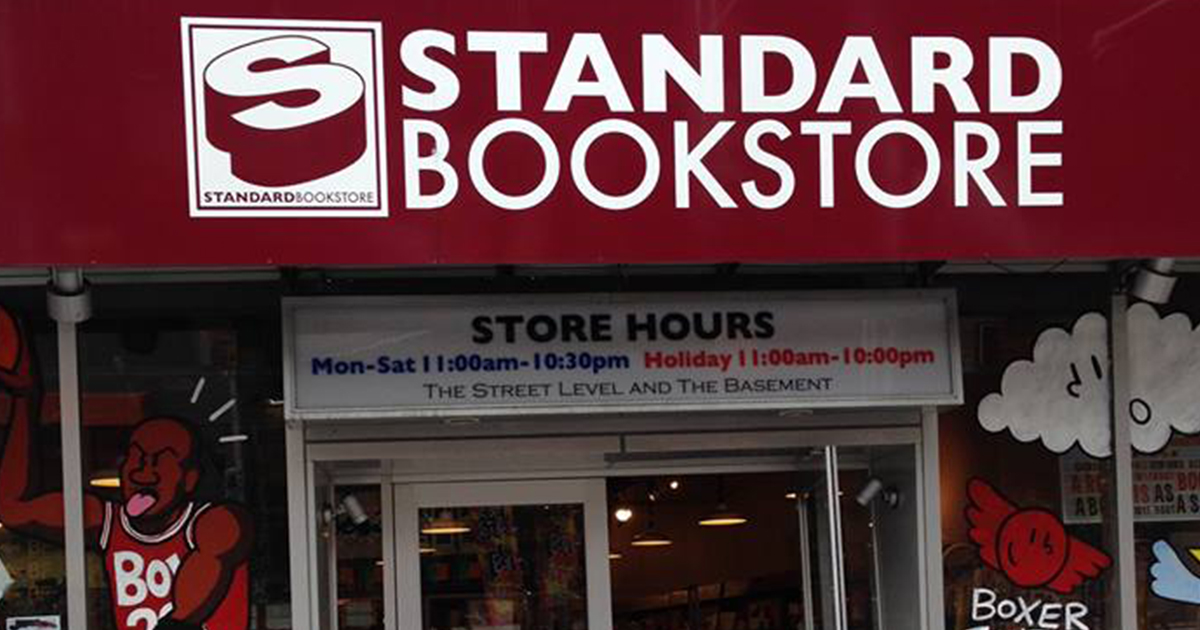 STANDARD
BOOKSTORE
STANDARDBOOKSTORE
STORE HOURS
Mon-Sat 11:00am-10:30pm Holiday 11:00am-10:00pm
THE STREET LEVEL AND THE BASEMENT
BOXER